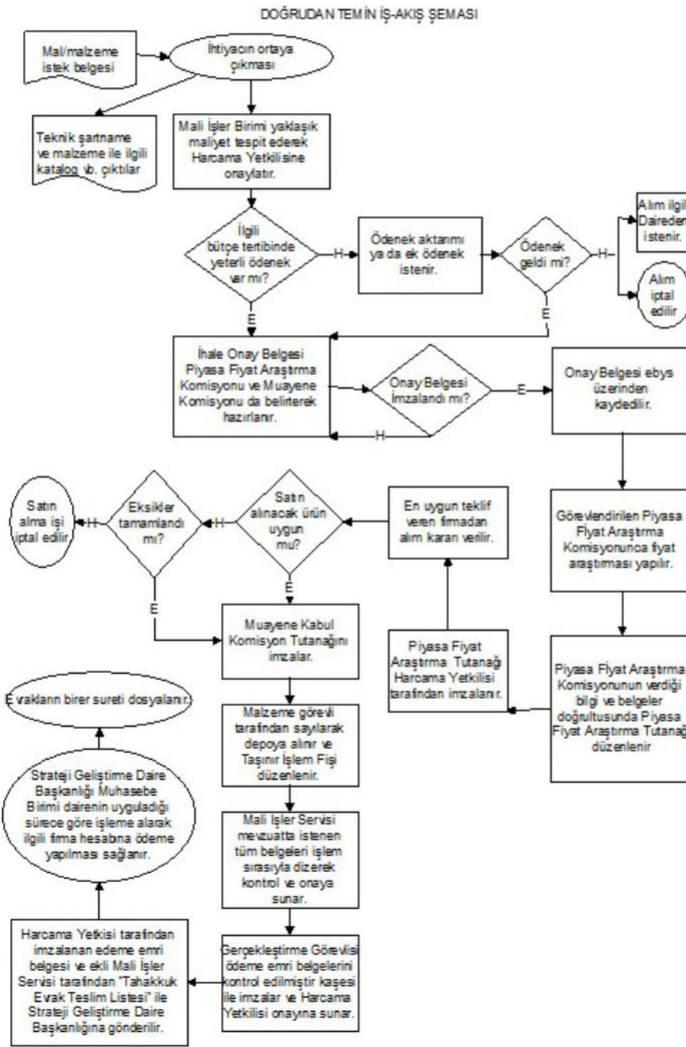 DOĞRUDAN TEMİN İŞ-AKIŞ ŞEMASI
Mal/malzeme
istek belgesi
İhtiyacın ortaya
çıkması
Teknik şartname
ve malzeme ile ilgili
katalog vb. çıktılar
Mali İşler Birimi yaklaşık
maliyet tespit ederek
Harcama Yetkilisine
onaylatır.
İlgili
bütçe tertibinde
yeterli ödenek
var mı?
H
Ödenek aktarımı
ya da ek ödenek
istenir.
Ödenek
geldi mi?
H
Alım ilgili
Daireden
istenir.
Alım
iptal
edilir
E
E
İhale Onay Belgesi
Piyasa Fiyat Araştırma
Komisyonu ve Muayene
Komisyonu da belirterek
hazırlanır.
Onay Belgesi
İmzalandı mı?
H
E
Onay Belgesi ebys
üzerinden
kaydedilir.
Görevlendirilen Piyasa
Fİyat Araştırma
Komisyonunca fiyat
araştırması yapılır.
Piyasa Fİyat Araştırma
Komisyonunun verdiği
bilgi ve belgeler
doğrultusunda Piyasa
Fiyat Araştırma Tutanağı
düzenlenir
Piyasa Fiyat
Araştırma Tutanağı
Harcama Yetkilisi
tarafından imzalanır.
En uygun teklif
veren firmadan
alım kararı verilir.
Satın
alınacak ürün
uygun
mu?
H
Eksikler
tamamlandı
mı?
H
Satın
alma işi
iptal edilir
E
E
Muayene Kabul
Komisyon Tutanağını
imzalar.
Malzeme görevli
tarafından sayılarak
depoya alınır ve
Taşınır İşlem Fişi
düzenlenir.
Mali İşler Servisi
mevzuatta istenen
tüm belgeleri işlem
sırasıyla dizerek
kontrol ve onaya
sunar.
Gerçekleştirme Görevlisi
ödeme emri belgelerini
kontrol edilmiştir kaşesi
ile imzalar ve Harcama
Yetkilisi onayına sunar.
Harcama Yetkisi tarafından
imzalanan edeme emri
belgesi ve ekli Mali İşler
Servisi tarafından "Tahakkuk
Evrak Teslim Listesi" ile
Strateji Geliştirme Daire
Başkanlığına gönderilir.
Strateji Geliştirme Daire
Başkanlığı Muhasebe
Birimi dairenin uyguladığı
sürece göre işleme alarak
ilgili firma hesabına ödeme
yapılması sağlanır.
Evrakların birer sureti dosyalanır.